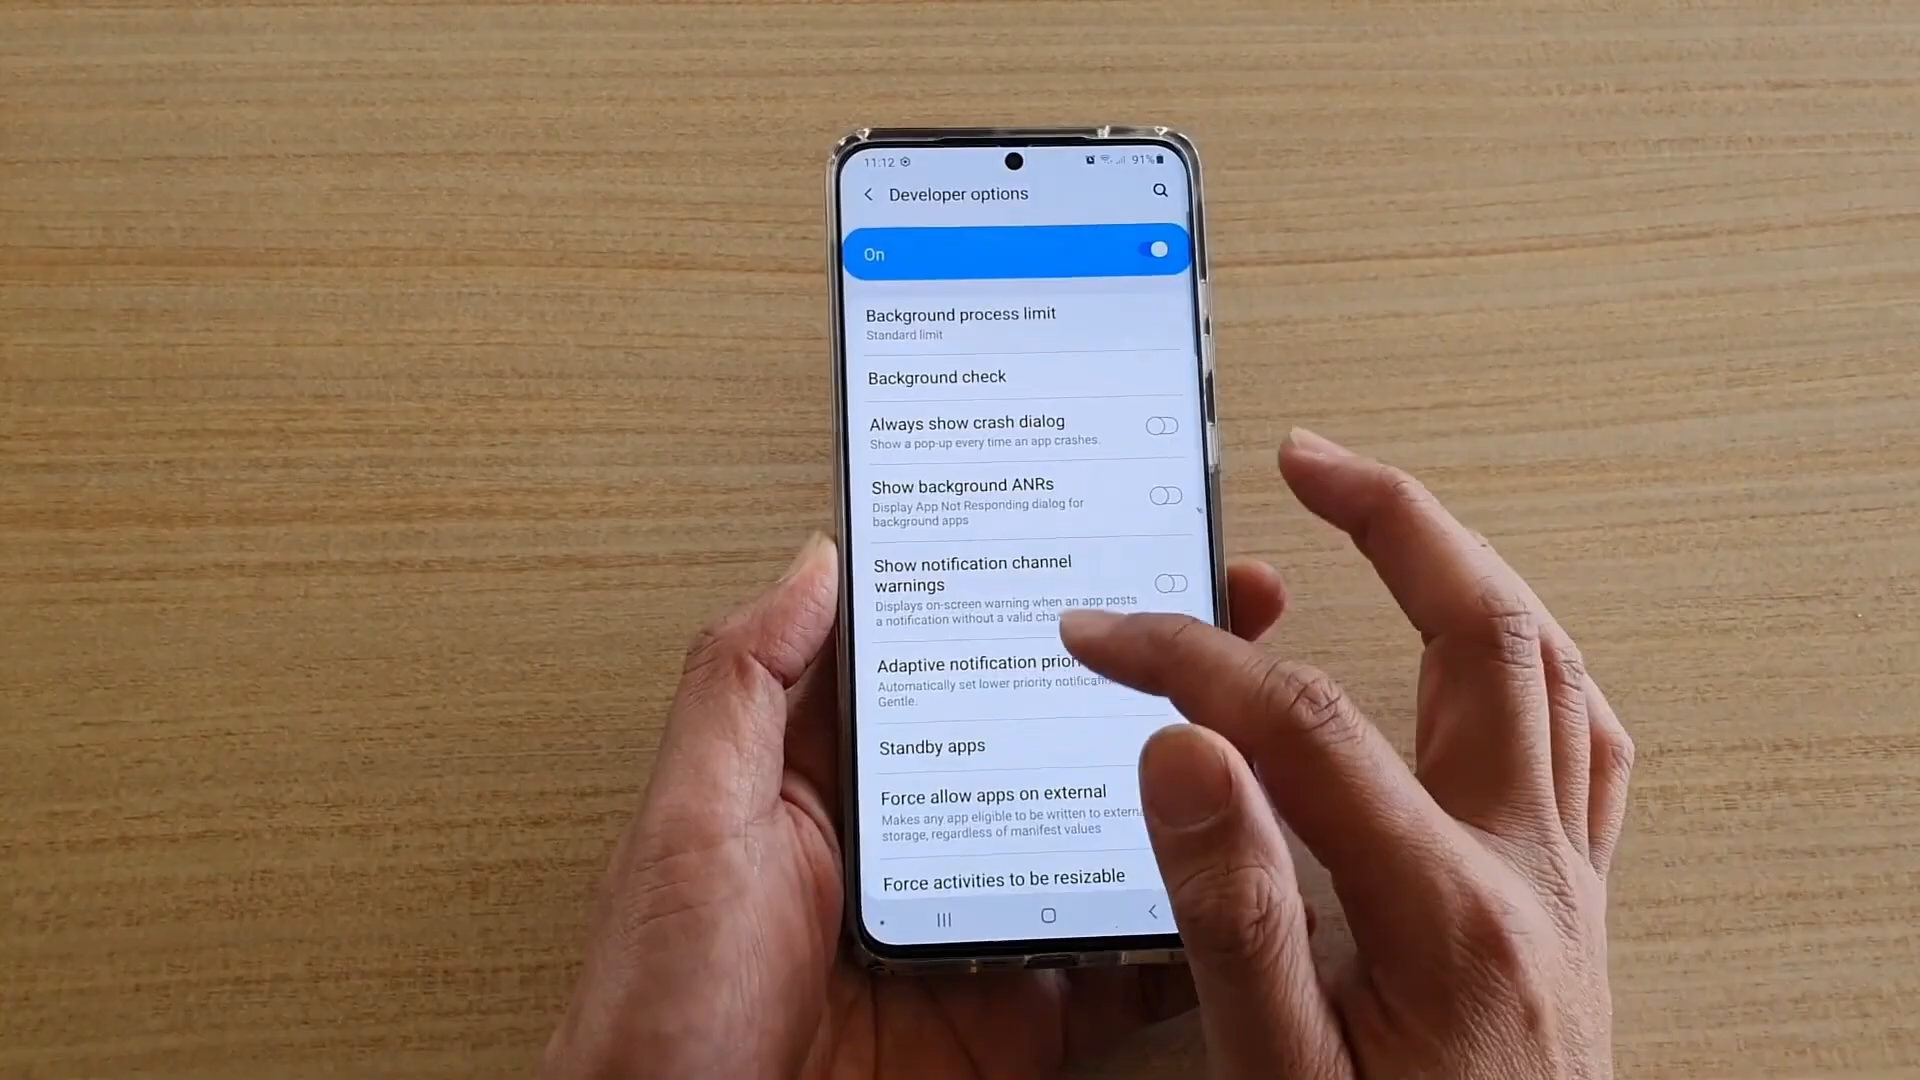 11:12 91%
Developer options
On
Background process limit
Standard limit
Background check
Always show crash dialog
Show a pop-up every time an app crashes.
Show background ANRs
Display App Not Responding dialog for
background apps
Show notification channel
warnings
Displays on-screen warning when an app posts
a notification without a valid
Adaptive notification
Automatically set lower priority
Gentle.
Standby apps
Force allow apps on external
Makes any app eligible to be written to
storage, regardless of manifest values
Force activities to be resizable